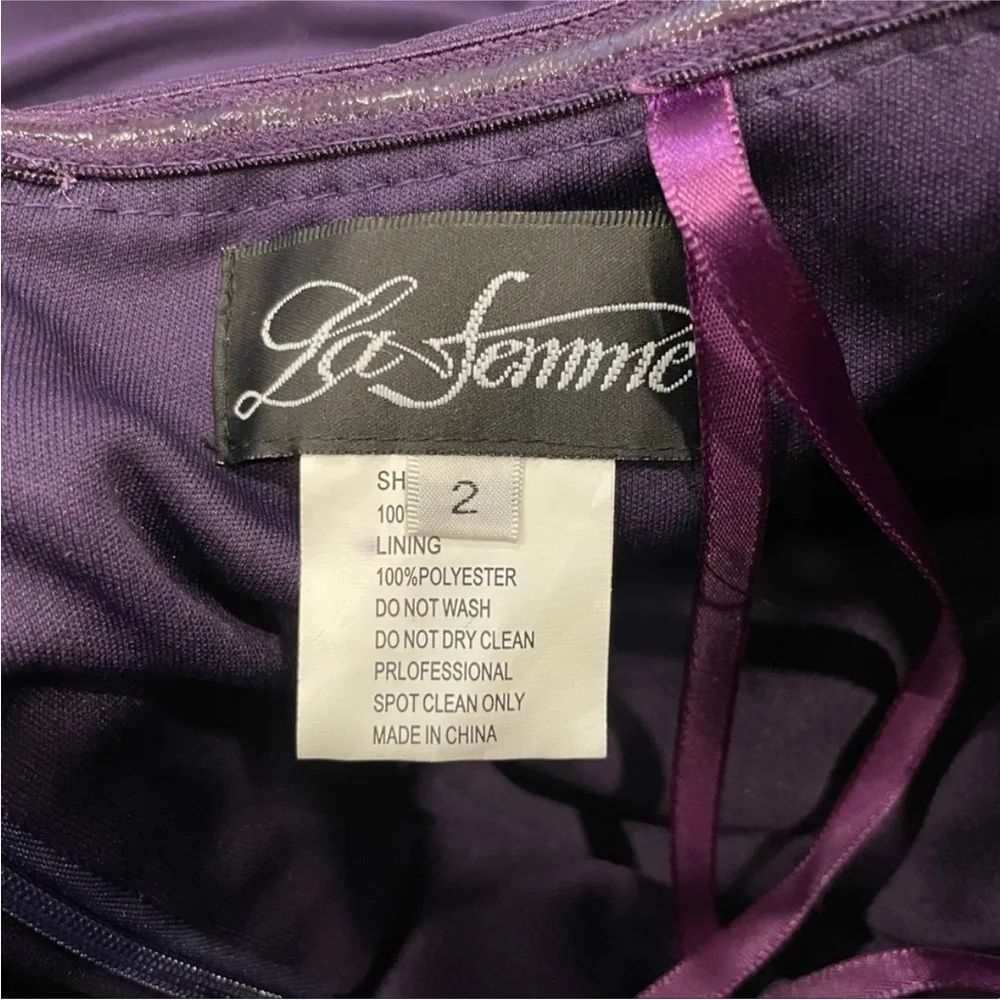 La Femme
2
SH
100
LINING
100%POLYESTER
DO NOT WASH
DO NOT DRY CLEAN
PRLOFESSIONAL
SPOT CLEAN ONLY
MADE IN CHINA